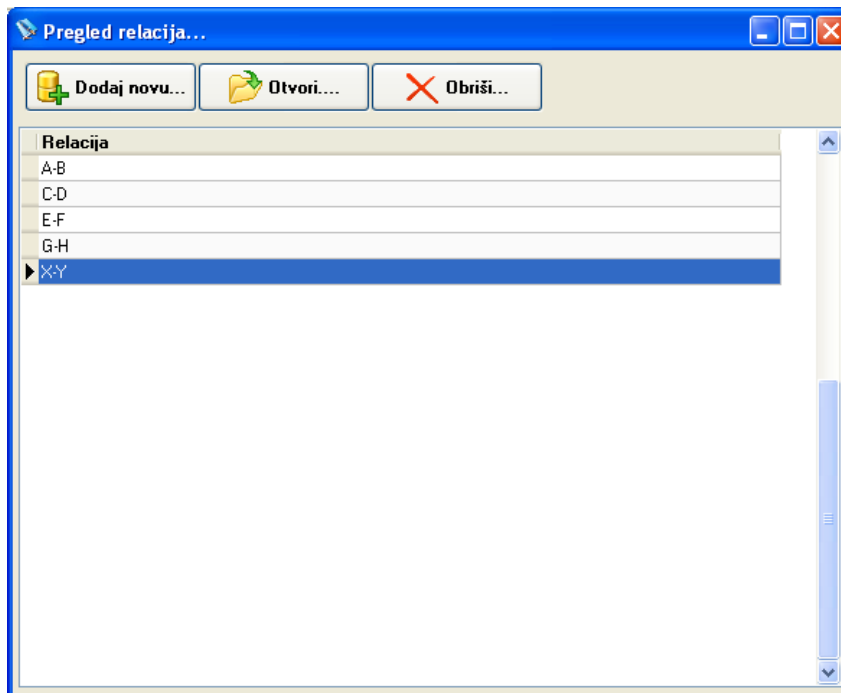 Pregled relacija...
Dodaj novu... Otvori.... Obriši...
Relacija
A-B
C-D
E-F
G-H
X-Y